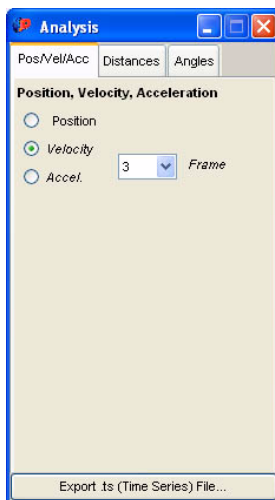 Analysis
Pos/Vel/Acc Distances Angles
Position, Velocity, Acceleration
Position
Velocity
3 Frame
Accel.
Export .ts (Time Series) File...